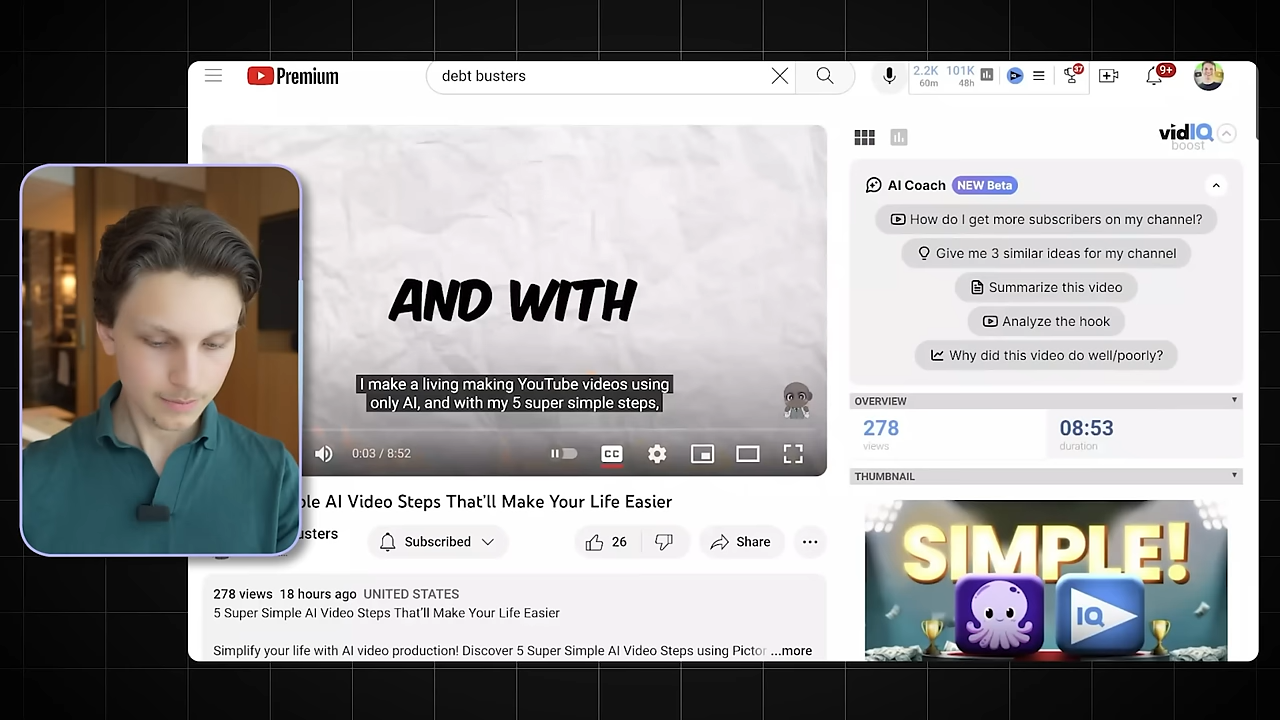 Premium
debt busters
2.2K 101K
60m 48h
37
9+
AND WITH
I make a living making YouTube videos using
only AI, and with my 5 super simple steps,
0:03 / 8:52
CC
ple AI Video Steps That'll Make Your Life Easier
usters
Subscribed
26
Share
278 views 18 hours ago UNITED STATES
5 Super Simple AI Video Steps That'll Make Your Life Easier
Simplify your life with AI video production! Discover 5 Super Simple AI Video Steps using Pictor ...more
vidIQ
boost
AI Coach NEW Beta
How do I get more subscribers on my channel?
Give me 3 similar ideas for my channel
Summarize this video
Analyze the hook
Why did this video do well/poorly?
OVERVIEW
278 08:53
views duration
THUMBNAIL
SIMPLE!
IQ